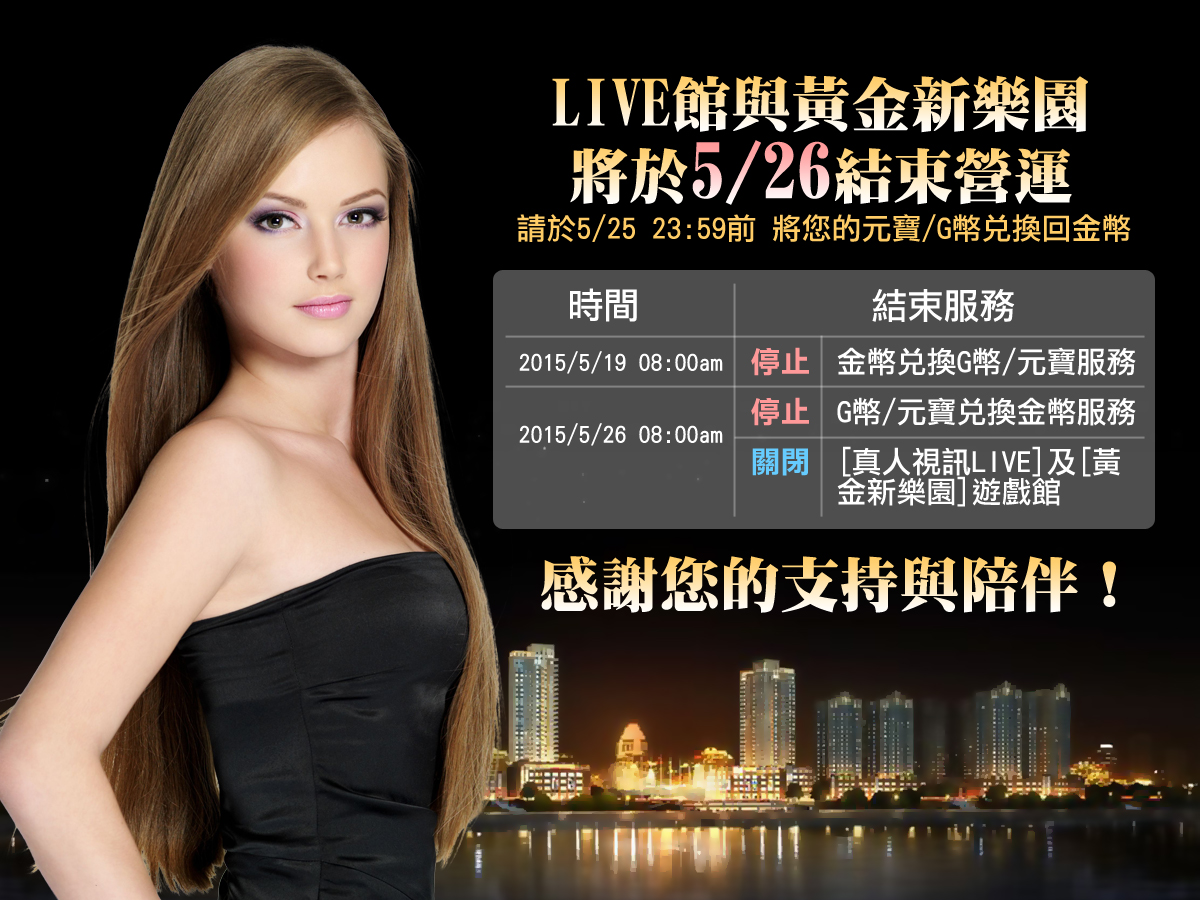 LIVE館與黃金新樂園
將於5/26結束營運
請於5/25 23:59前 將您的元寶/G幣兌換回金幣
時間 結束服務
2015/5/19 08:00am 停止 金幣兌換G幣/元寶服務
停止 G幣/元寶兌換金幣服務
2015/5/26 08:00am
關閉 [真人視訊LIVE]及[黃
金新樂園]遊戲館
感謝您的支持與陪伴！